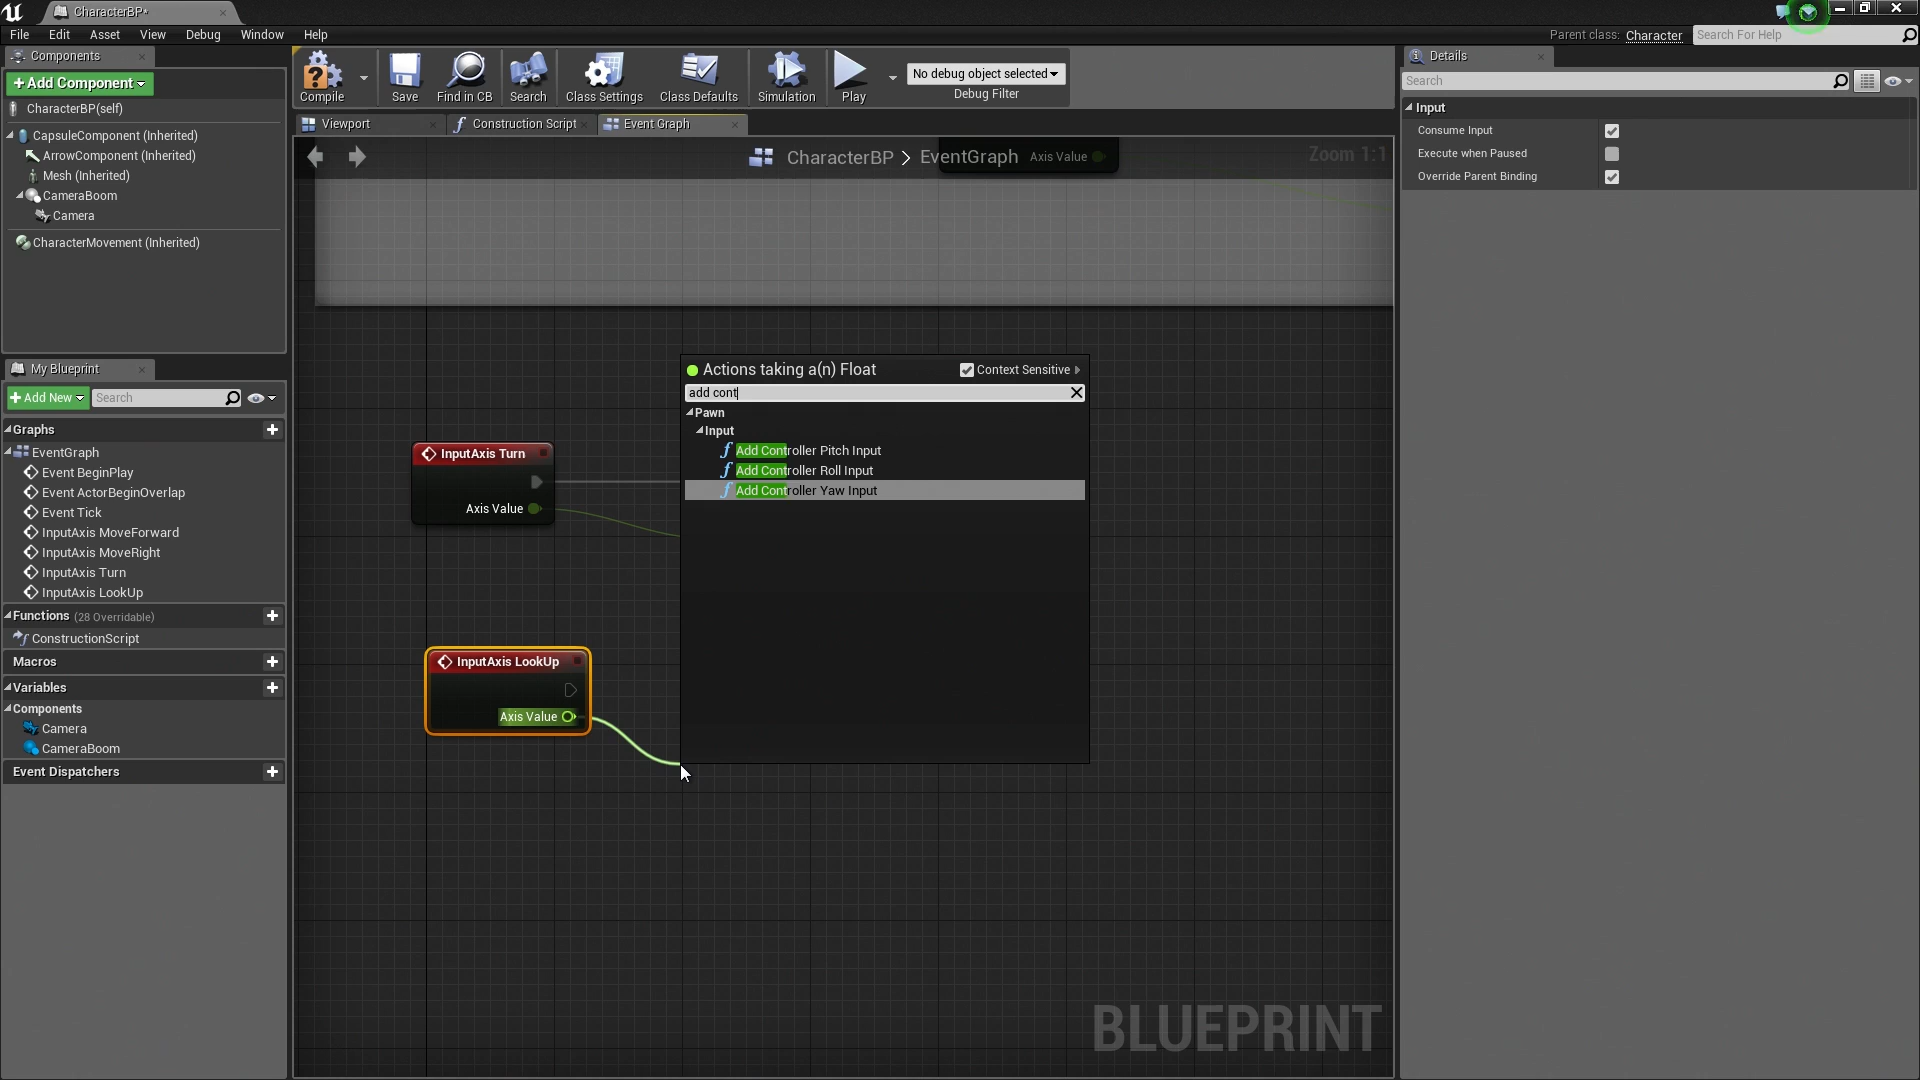 CharacterBP*
File Edit Asset View Debug Window Help
Parent class: Character
Search For Help
Components
+Add Component
CharacterBP(self)
CapsuleComponent (Inherited)
ArrowComponent (Inherited)
Mesh (Inherited)
CameraBoom
Camera
CharacterMovement (Inherited)
My Blueprint
+Add New
Search
Graphs
EventGraph
Event BeginPlay
Event ActorBeginOverlap
Event Tick
InputAxis MoveForward
InputAxis MoveRight
InputAxis Turn
InputAxis LookUp
Functions (28 Overridable)
ConstructionScript
Macros
Variables
Components
Camera
CameraBoom
Event Dispatchers
Compile
Save
Find in CB
Search
Class Settings
Class Defaults
Simulation
Play
No debug object selected
Debug Filter
Viewport
Construction Script
Event Graph
CharacterBP > EventGraph
Axis Value
Zoom 1:1
InputAxis Turn
Axis Value
InputAxis LookUp
Axis Value
Actions taking a(n) Float
Context Sensitive
add cont
Pawn
Input
Add Controller Pitch Input
Add Controller Roll Input
Add Controller Yaw Input
BLUEPRINT
Details
Search
Input
Consume Input
Execute when Paused
Override Parent Binding